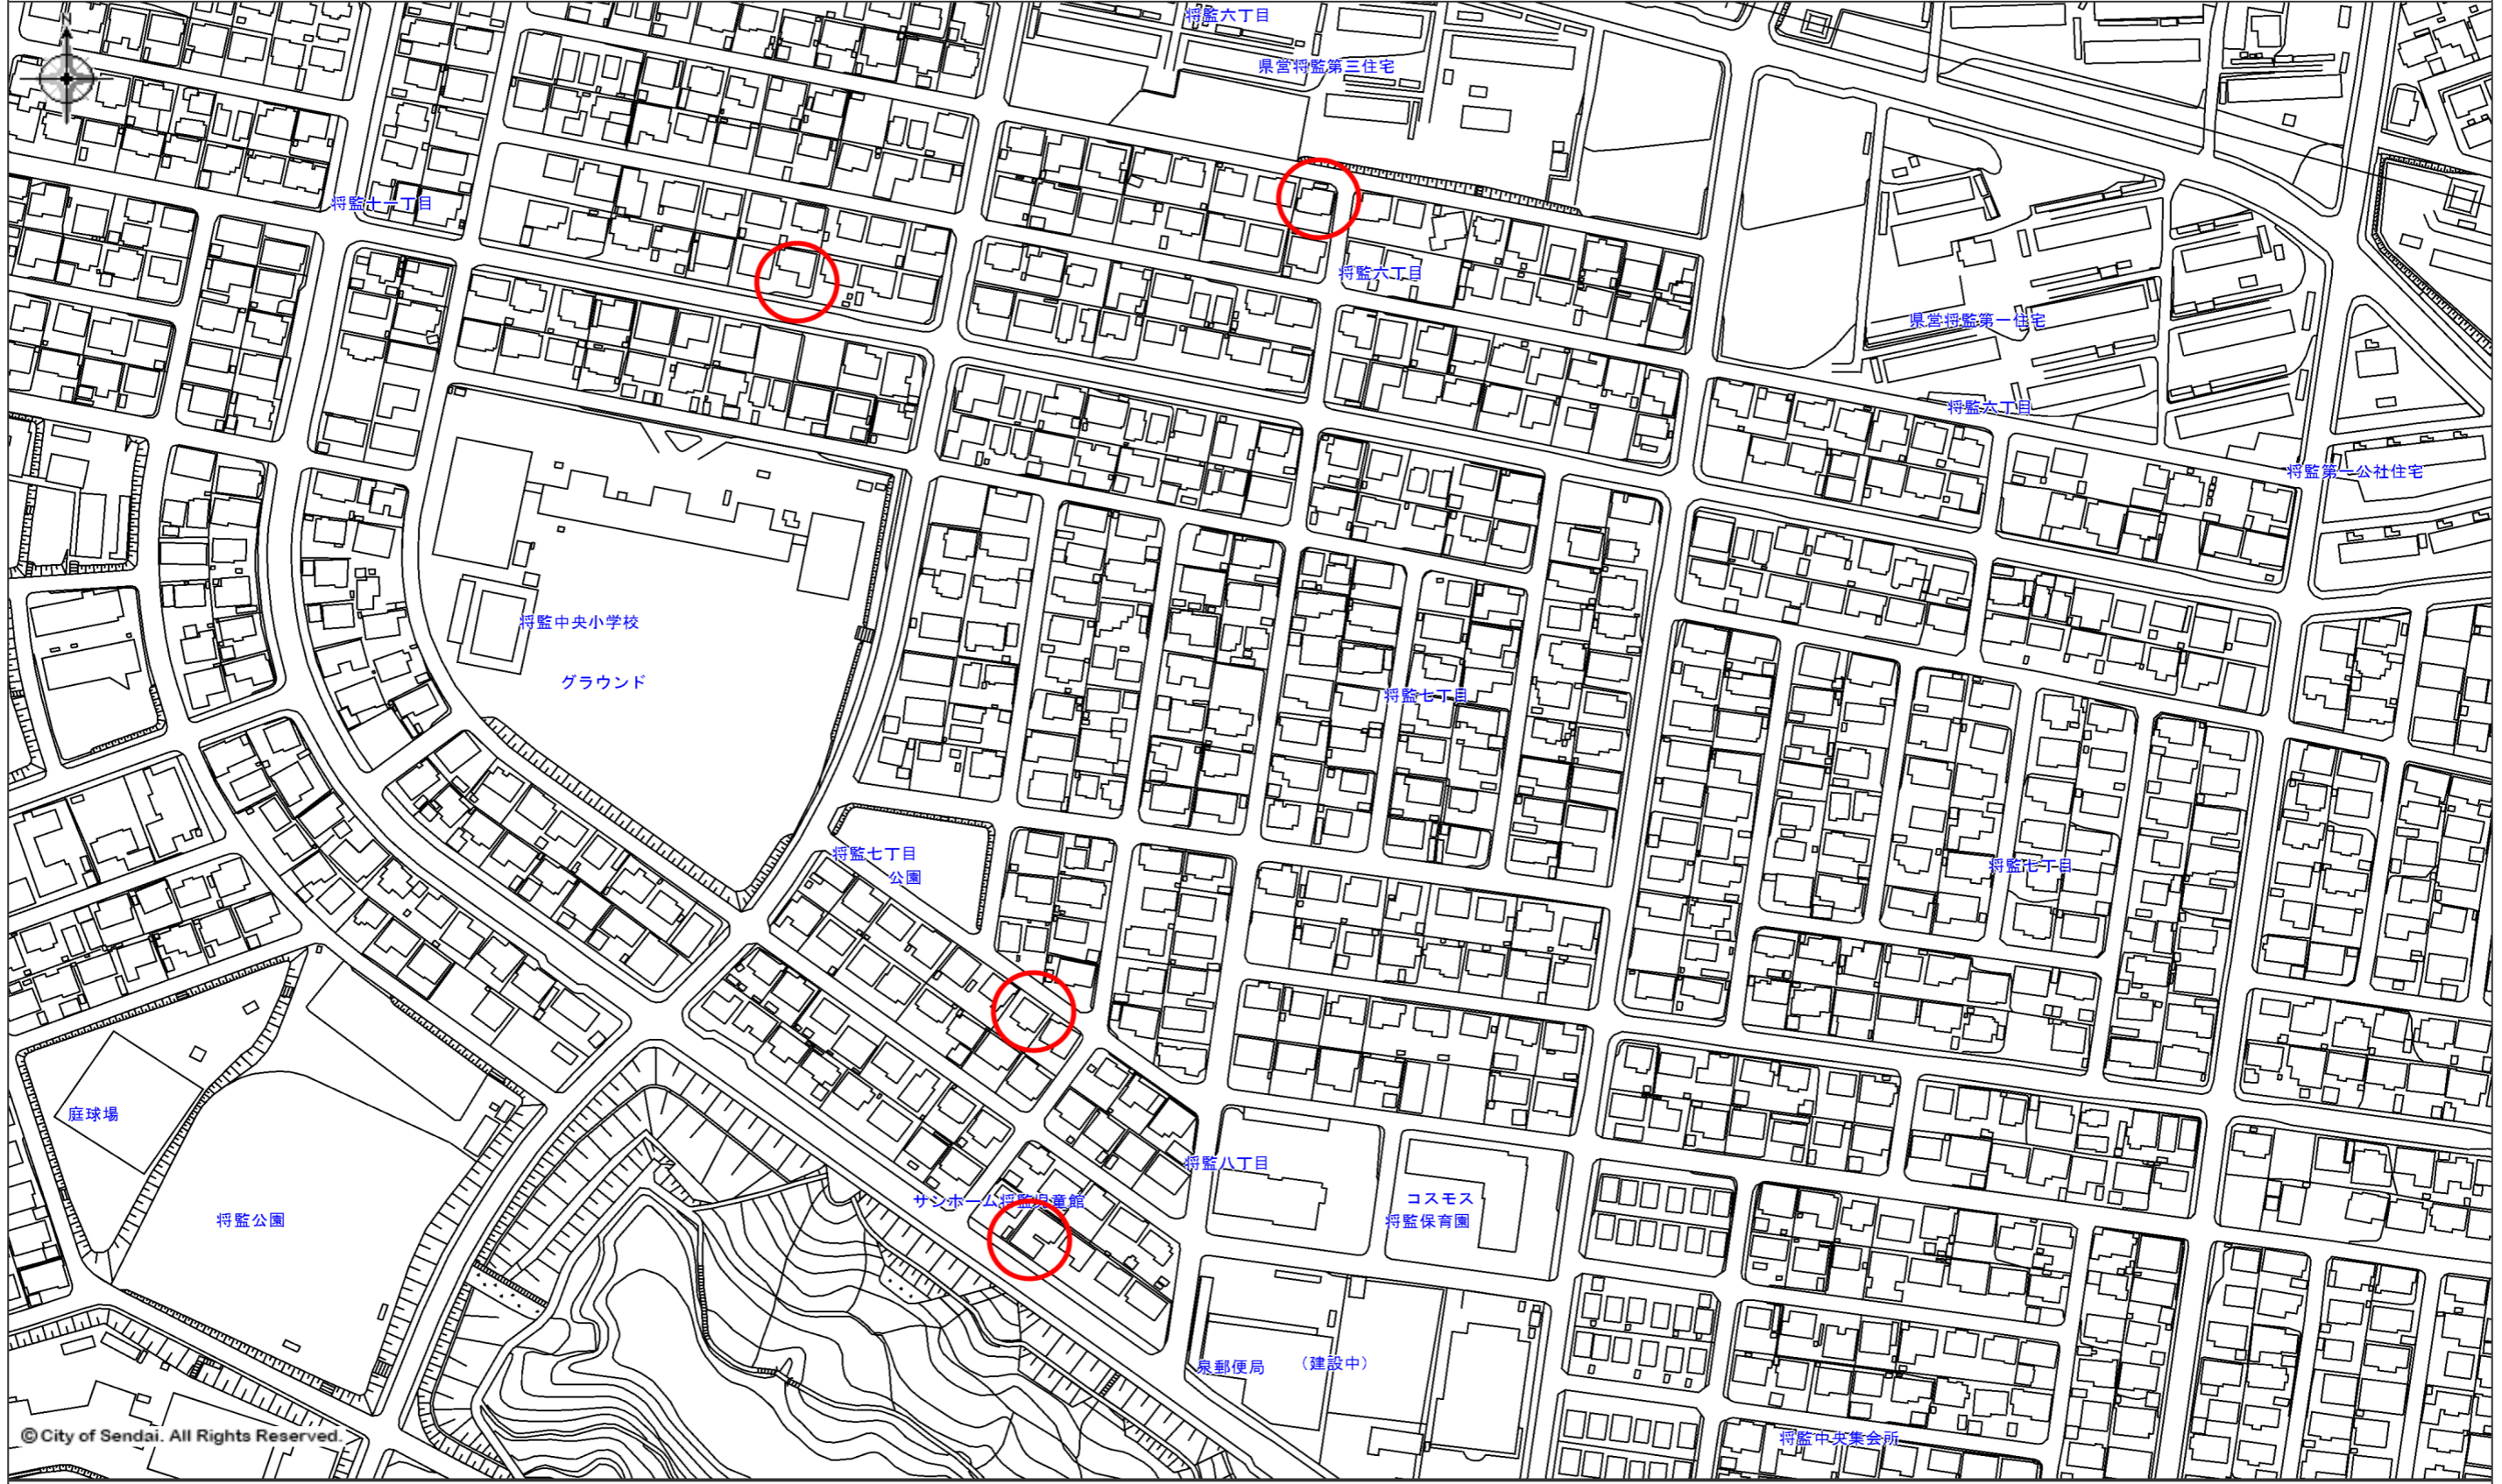 将監六丁目
N
県営将監第三住宅
将監十一丁目
将監六丁目
県営将監第一住宅
将監六丁目
将監第一公社住宅
将監中央小学校
グラウンド
将監七丁目
将監七丁目
公園
将監七丁目
庭球場
将監八丁目
サンホーム将監児童館
コスモス
将監保育園
将監公園
泉郵便局
(建設中)
将監中央集会所
© City of Sendai. All Rights Reserved.